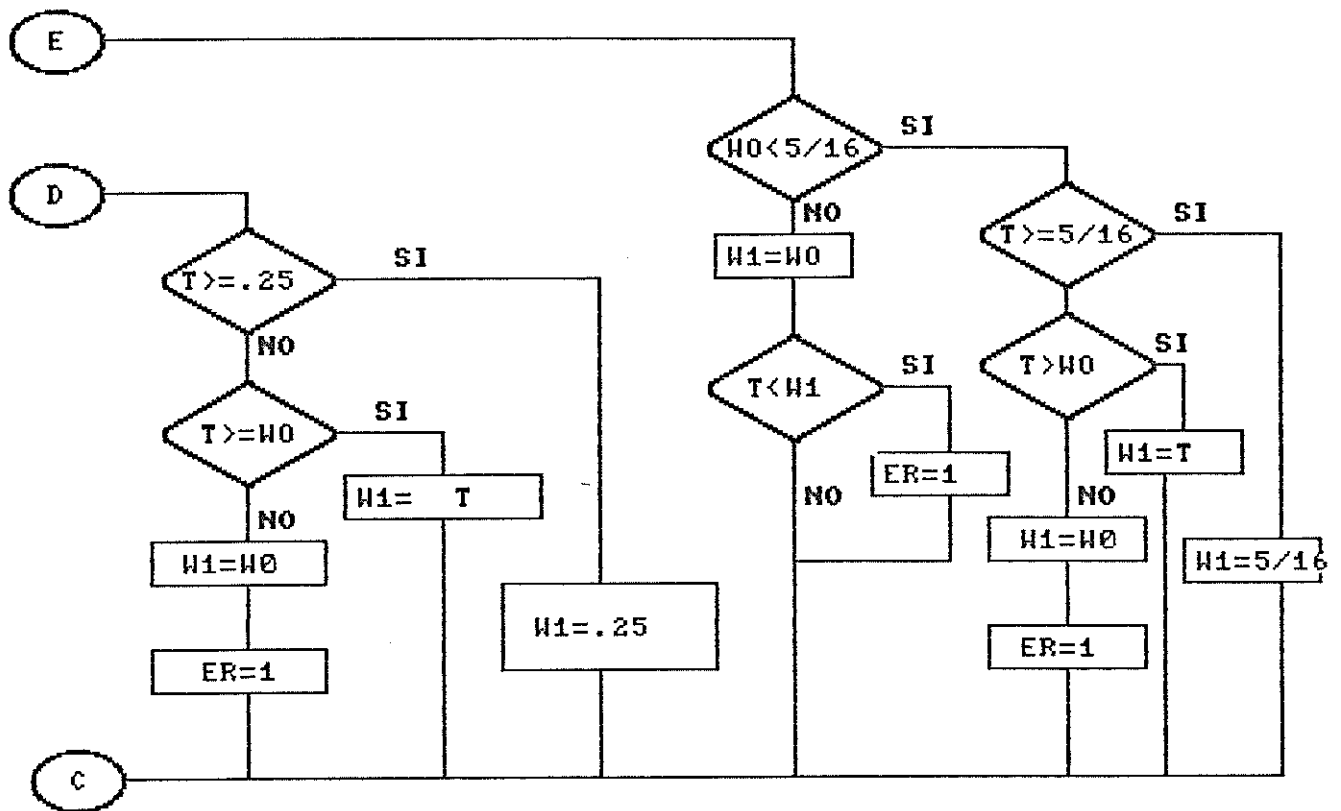 E
SI
W0<5/16
D
NO
SI
T>=5/16
W1=W0
SI
T>=.25
NO
SI
SI
T>W0
T<W1
SI
T>=W0
W1=T
ER=1
W1= T
NO
NO
NO
W1=W0
W1=W0
W1=5/16
W1=.25
ER=1
ER=1
C